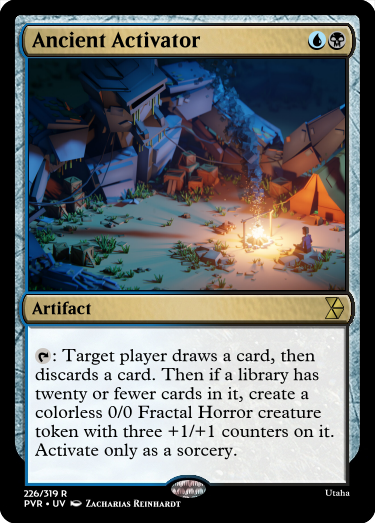 Ancient Activator
Artifact
: Target player draws a card, then
discards a card. Then if a library has
twenty or fewer cards in it, create a
colorless 0/0 Fractal Horror creature
token with three +1/+1 counters on it.
Activate only as a sorcery.
226/319 R
Utaha
PVR • UV Zacharias Reinhardt